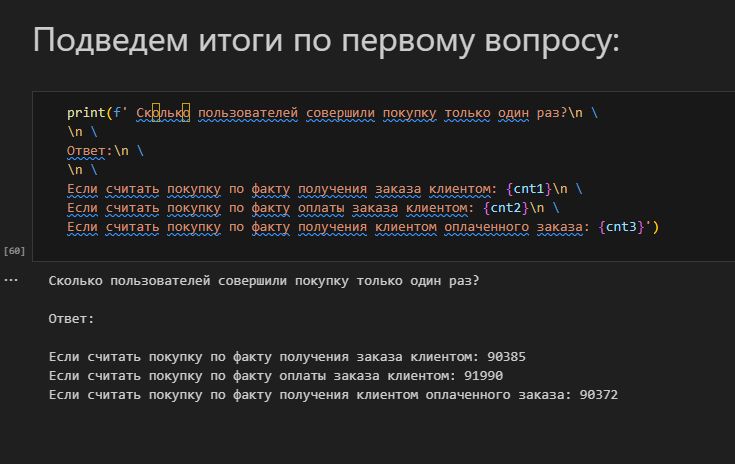 Подведем итоги по первому вопросу:
print(f' Сколько пользователей совершили покупку только один раз?\n \
\n \
Ответ:\n \
\n \
Если считать покупку по факту получения заказа клиентом: {cnt1}\n \
Если считать покупку по факту оплаты заказа клиентом: {cnt2}\n \
Если считать покупку по факту получения клиентом оплаченного заказа: {cnt3}')
[60]
... Сколько пользователей совершили покупку только один раз?
Ответ:
Если считать покупку по факту получения заказа клиентом: 90385
Если считать покупку по факту оплаты заказа клиентом: 91990
Если считать покупку по факту получения клиентом оплаченного заказа: 90372